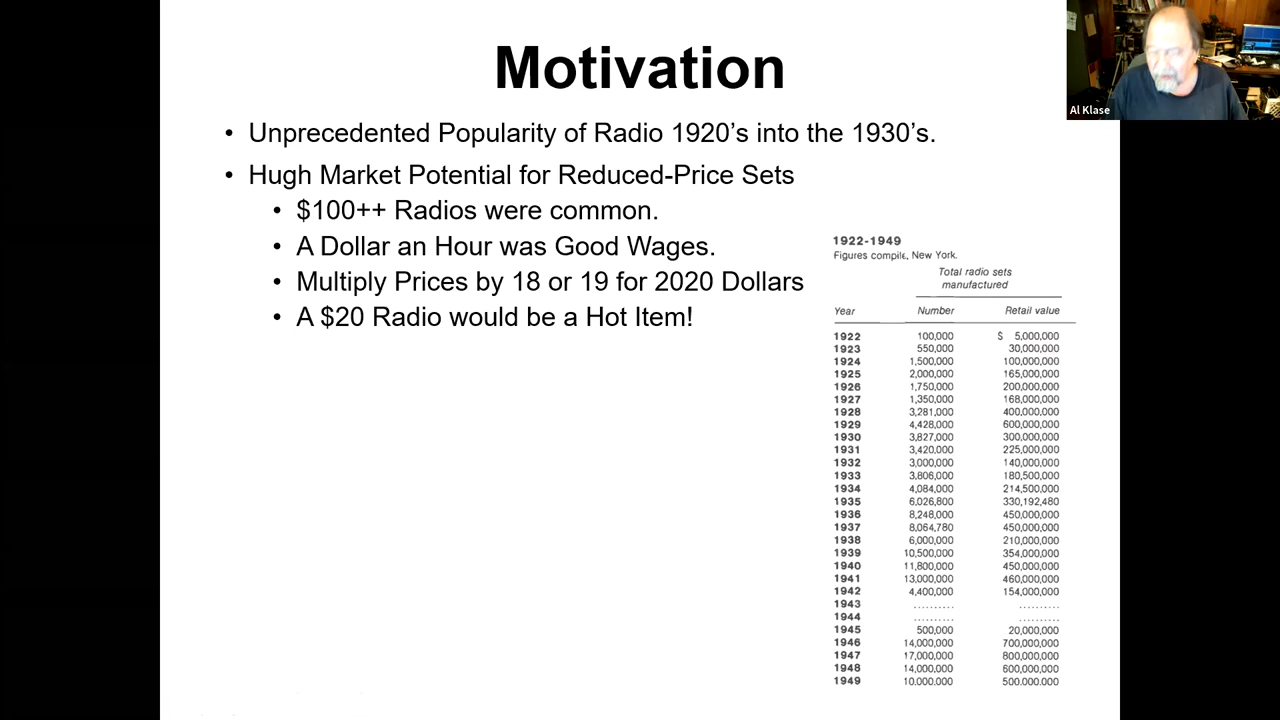 Motivation
Al Klase
• Unprecedented Popularity of Radio 1920’s into the 1930’s.
• Hugh Market Potential for Reduced-Price Sets
• $100++ Radios were common.
• A Dollar an Hour was Good Wages.
• Multiply Prices by 18 or 19 for 2020 Dollars
• A $20 Radio would be a Hot Item!
1922-1949
Figures compile, New York.
Total radio sets
manufactured
Year Number Retail value
1922 100,000 $ 5,000,000
1923 550,000 30,000,000
1924 1,500,000 100,000,000
1925 2,000,000 165,000,000
1926 1,750,000 200,000,000
1927 1,350,000 168,000,000
1928 3,281,000 400,000,000
1929 4,428,000 600,000,000
1930 3,827,000 300,000,000
1931 3,420,000 225,000,000
1932 3,000,000 140,000,000
1933 3,806,000 180,500,000
1934 4,084,000 214,500,000
1935 6,026,800 330,192,480
1936 8,248,000 450,000,000
1937 8,064,780 450,000,000
1938 6,000,000 210,000,000
1939 10,500,000 354,000,000
1940 11,800,000 450,000,000
1941 13,000,000 460,000,000
1942 4,400,000 154,000,000
1943 .......... ..........
1944 .......... ..........
1945 500,000 20,000,000
1946 14,000,000 700,000,000
1947 17,000,000 800,000,000
1948 14,000,000 600,000,000
1949 10.000.000 500.000.000